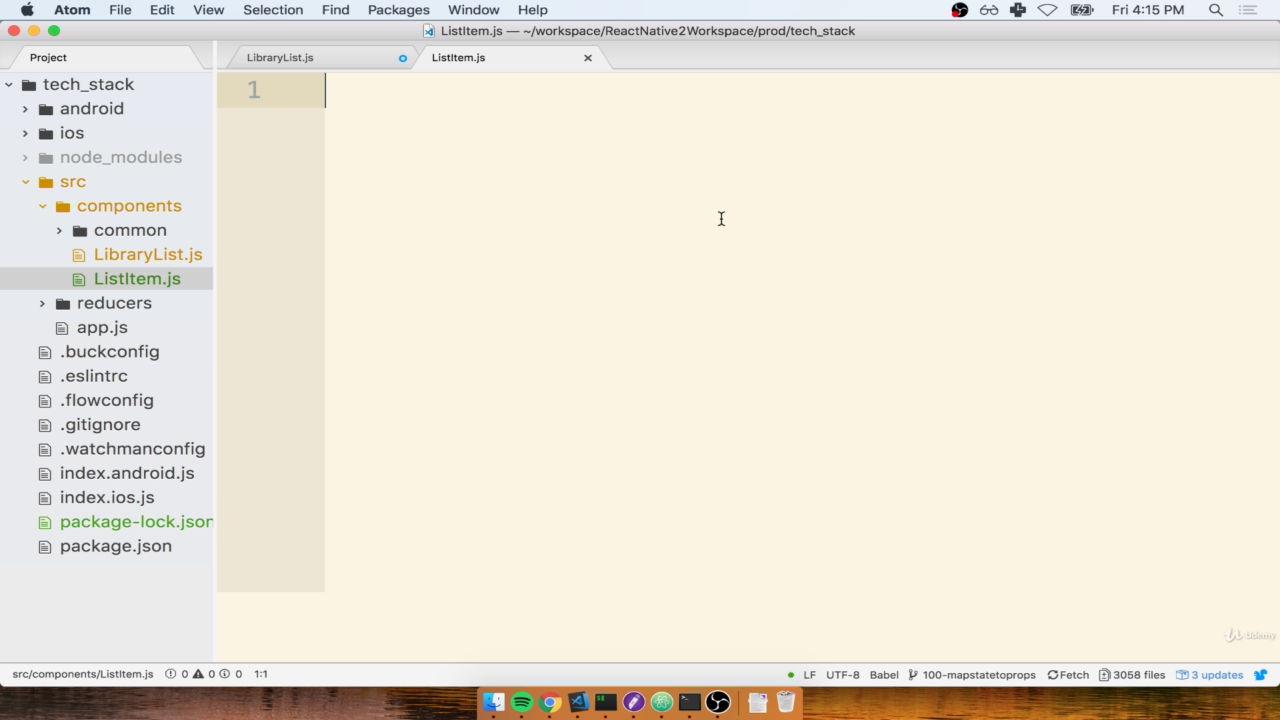 Atom File Edit View Selection Find Packages Window Help Fri 4:15 PM
ListItem.js — ~/workspace/ReactNative2Workspace/prod/tech_stack
Project LibraryList.js ListItem.js
1
tech_stack
android
ios
node_modules
src
components
common
LibraryList.js
ListItem.js
reducers
app.js
.buckconfig
.eslintrc
.flowconfig
.gitignore
.watchmanconfig
index.android.js
index.ios.js
package-lock.json
package.json
Udemy
src/components/ListItem.js 0 0 0 1:1 LF UTF-8 Babel 100-mapstatetoprops Fetch 3058 files 3 updates